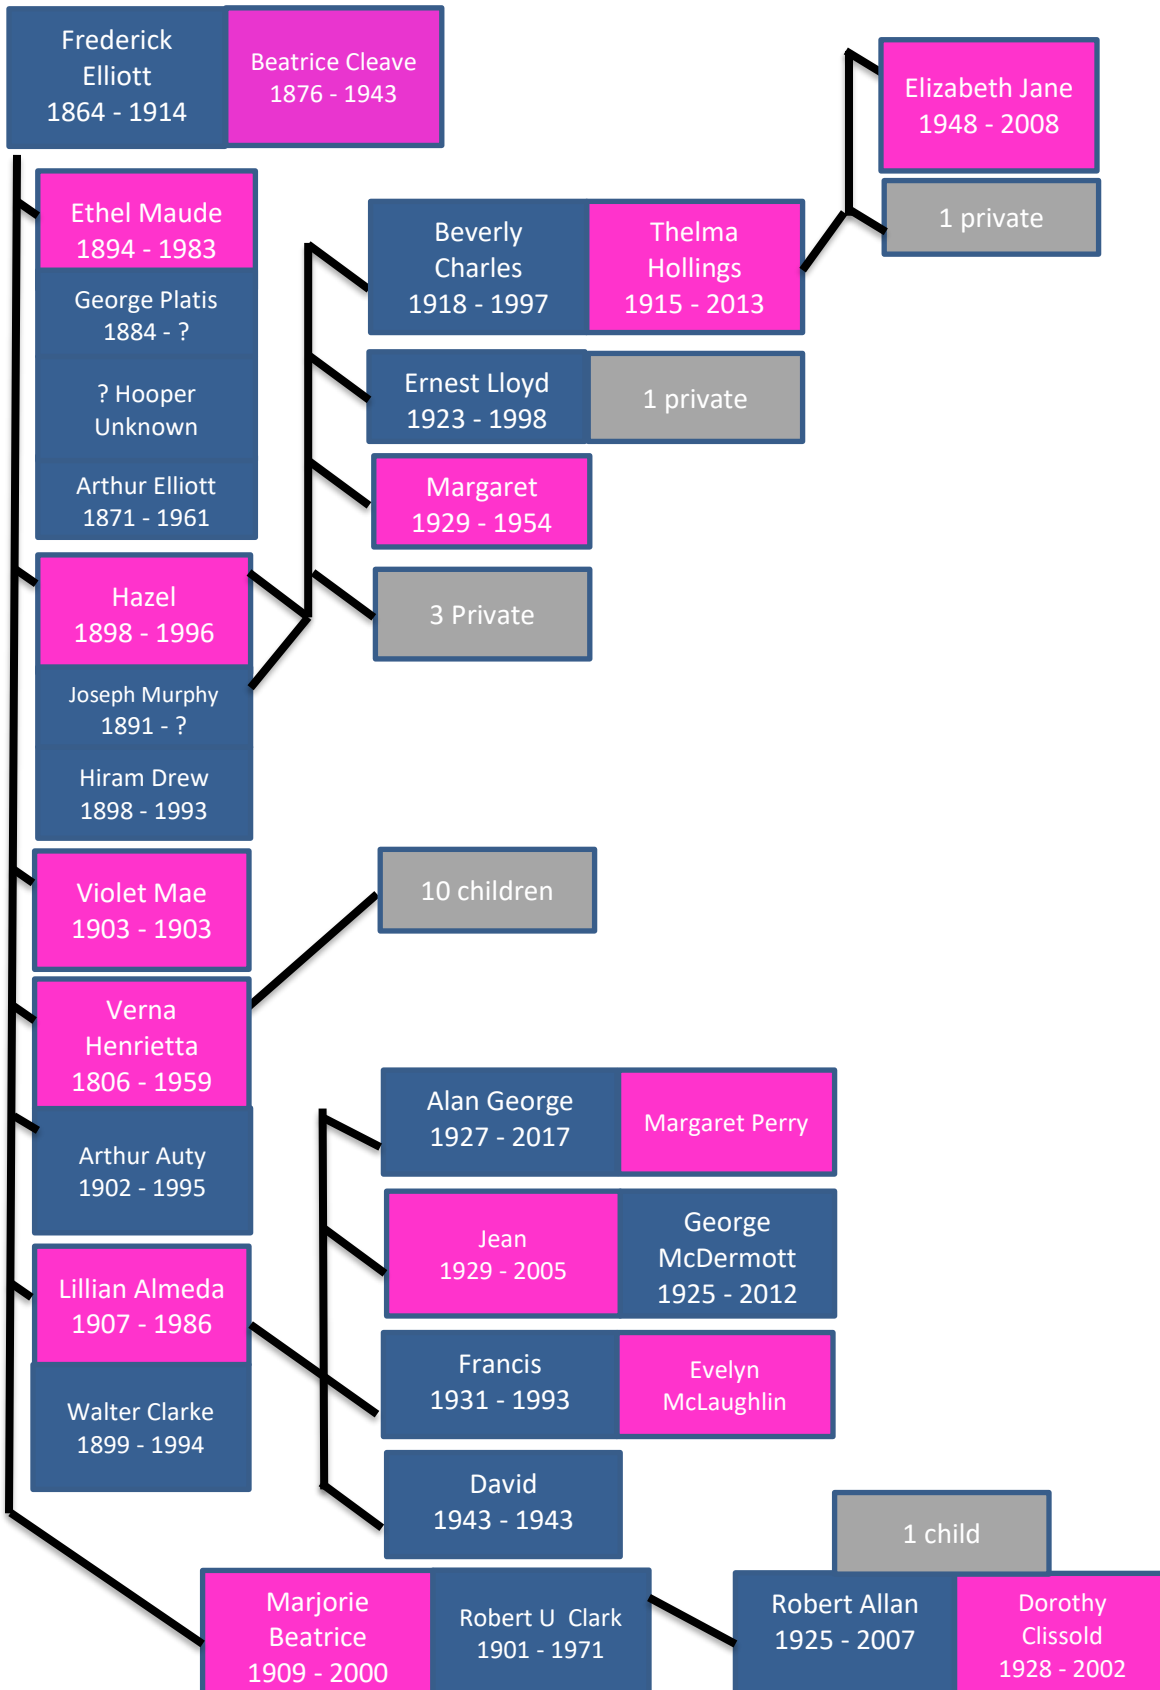 Frederick
Elliott
1864 - 1914
Beatrice Cleave
1876 - 1943
Elizabeth Jane
1948 - 2008
1 private
Ethel Maude
1894 - 1983
George Platis
1884 - ?
? Hooper
Unknown
Arthur Elliott
1871 - 1961
Beverly
Charles
1918 - 1997
Thelma
Hollings
1915 - 2013
Ernest Lloyd
1923 - 1998
1 private
Margaret
1929 - 1954
3 Private
Hazel
1898 - 1996
Joseph Murphy
1891 - ?
Hiram Drew
1898 - 1993
Violet Mae
1903 - 1903
10 children
Verna
Henrietta
1806 - 1959
Arthur Auty
1902 - 1995
Alan George
1927 - 2017
Margaret Perry
Jean
1929 - 2005
George
McDermott
1925 - 2012
Lillian Almeda
1907 - 1986
Walter Clarke
1899 - 1994
Francis
1931 - 1993
Evelyn
McLaughlin
David
1943 - 1943
1 child
Marjorie
Beatrice
1909 - 2000
Robert U  Clark
1901 - 1971
Robert Allan
1925 - 2007
Dorothy
Clissold
1928 - 2002